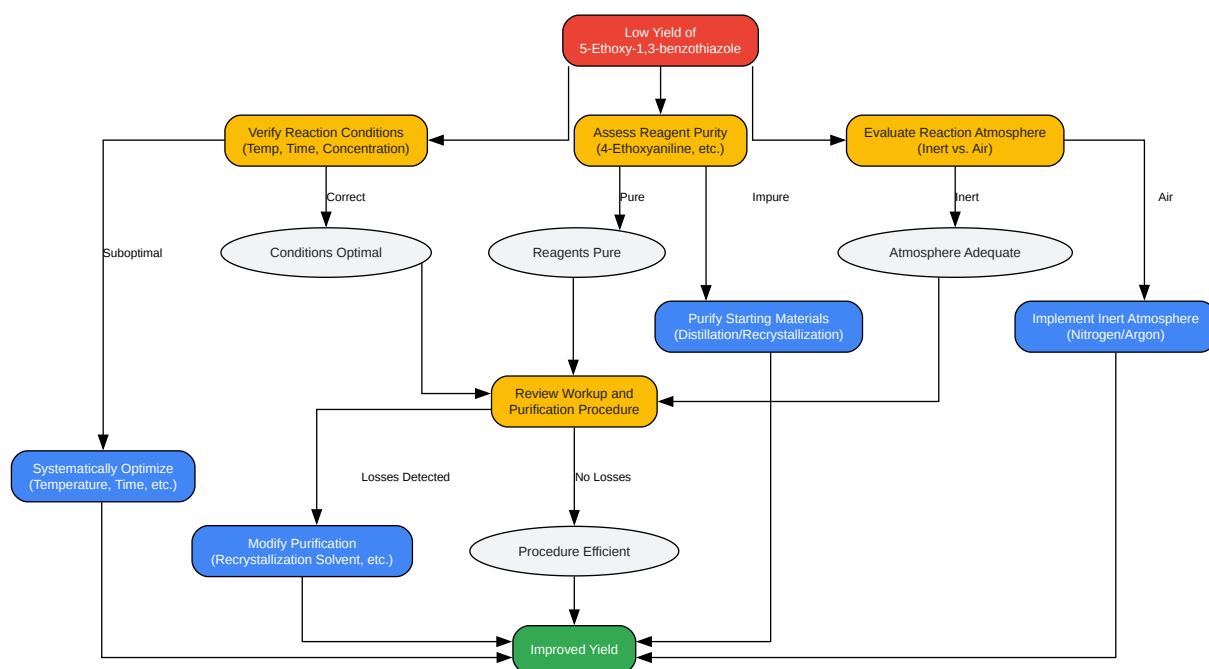 Low Yield of
5-Ethoxy-1,3-benzothiazole
Verify Reaction Conditions
(Temp, Time, Concentration)
Assess Reagent Purity
(4-Ethoxyaniline, etc.)
Evaluate Reaction Atmosphere
(Inert vs. Air)
Correct
Pure
Impure
Inert
Air
Suboptimal
Conditions Optimal
Reagents Pure
Atmosphere Adequate
Purify Starting Materials
(Distillation/Recrystallization)
Implement Inert Atmosphere
(Nitrogen/Argon)
Review Workup and
Purification Procedure
Systematically Optimize
(Temperature, Time, etc.)
Losses Detected
No Losses
Modify Purification
(Recrystallization Solvent, etc.)
Procedure Efficient
Improved Yield